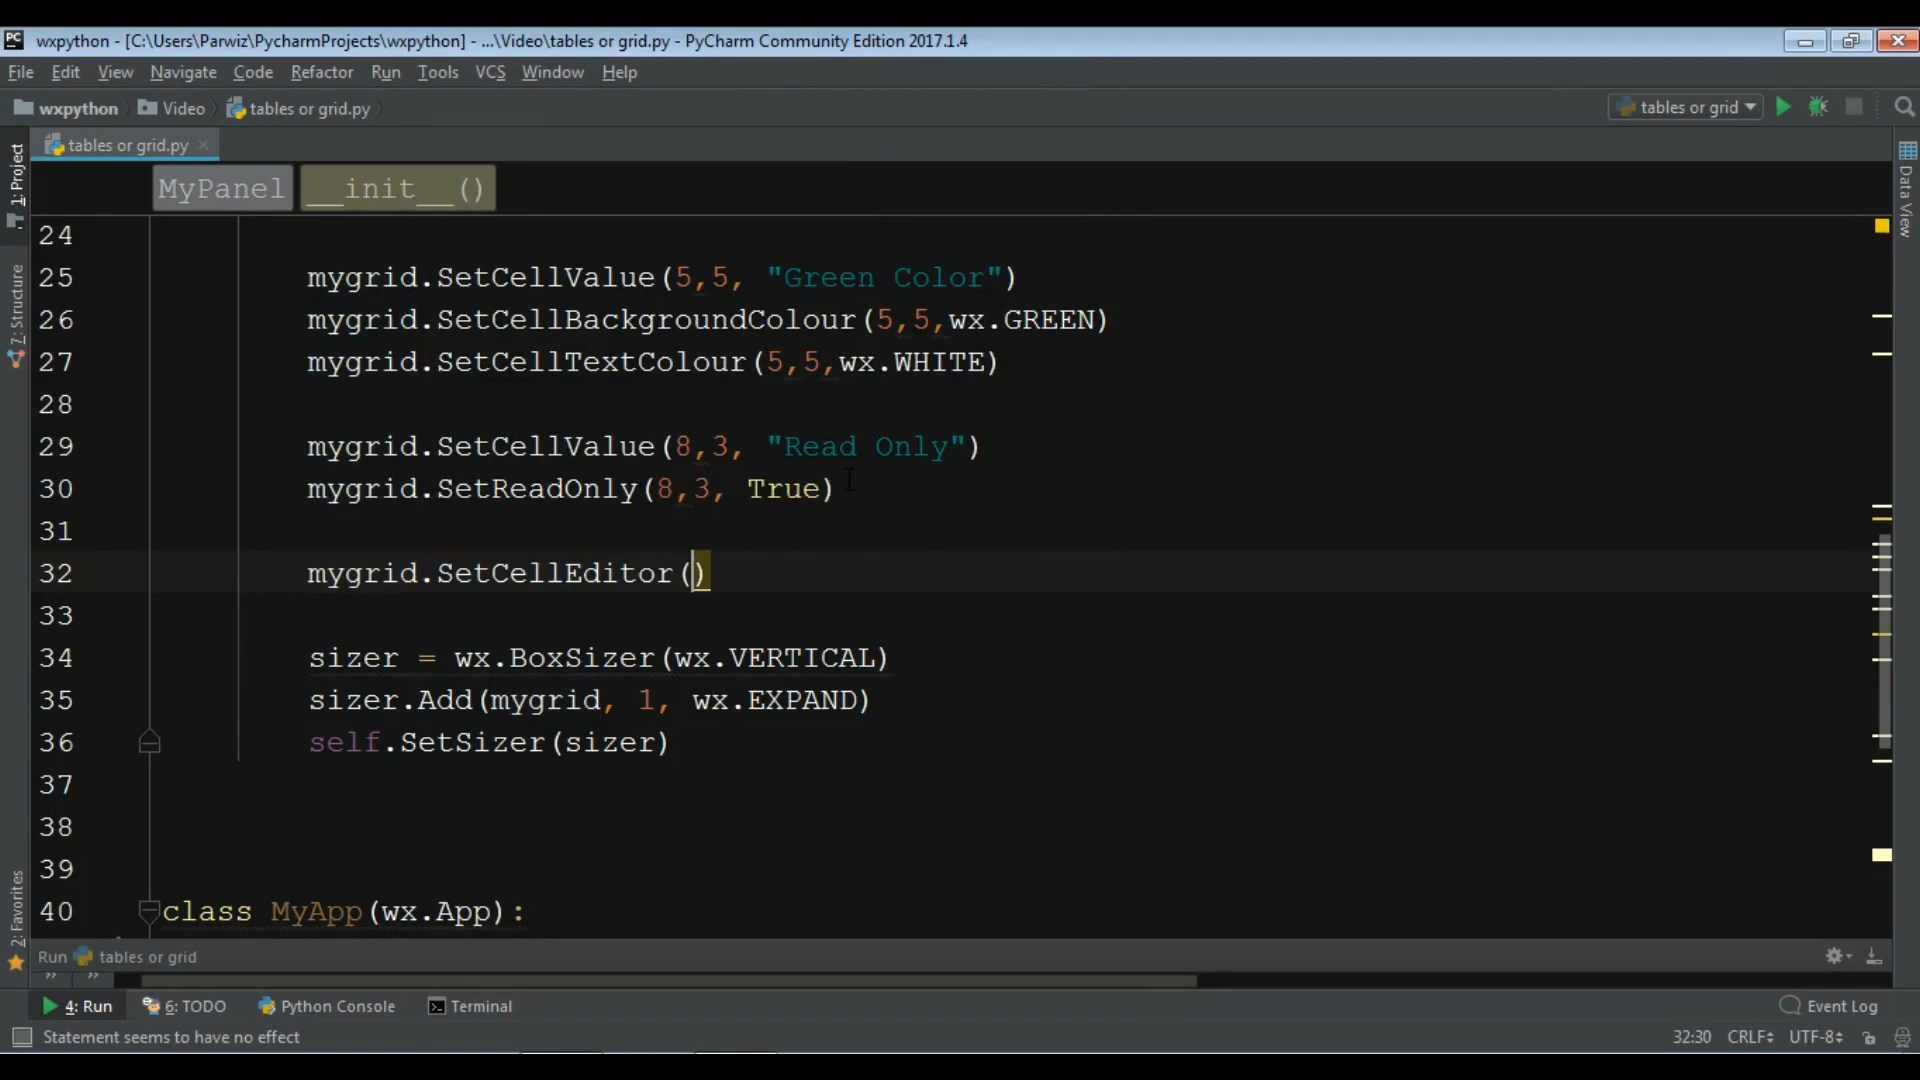 PC wxpython - [C:\Users\Parwiz\PycharmProjects\wxpython] - ...\Video\tables or grid.py - PyCharm Community Edition 2017.1.4
File Edit View Navigate Code Refactor Run Tools VCS Window Help
wxpython Video tables or grid.py tables or grid
tables or grid.py
1: Project
7: Structure
2: Favorites
Data View
MyPanel __init__()
24
25 mygrid.SetCellValue(5,5, "Green Color")
26 mygrid.SetCellBackgroundColour(5,5,wx.GREEN)
27 mygrid.SetCellTextColour(5,5,wx.WHITE)
28
29 mygrid.SetCellValue(8,3, "Read Only")
30 mygrid.SetReadOnly(8,3, True)
31
32 mygrid.SetCellEditor()
33
34 sizer = wx.BoxSizer(wx.VERTICAL)
35 sizer.Add(mygrid, 1, wx.EXPAND)
36 self.SetSizer(sizer)
37
38
39
40 class MyApp(wx.App):
Run tables or grid
» »
4: Run 6: TODO Python Console Terminal Event Log
Statement seems to have no effect 32:30 CRLF UTF-8